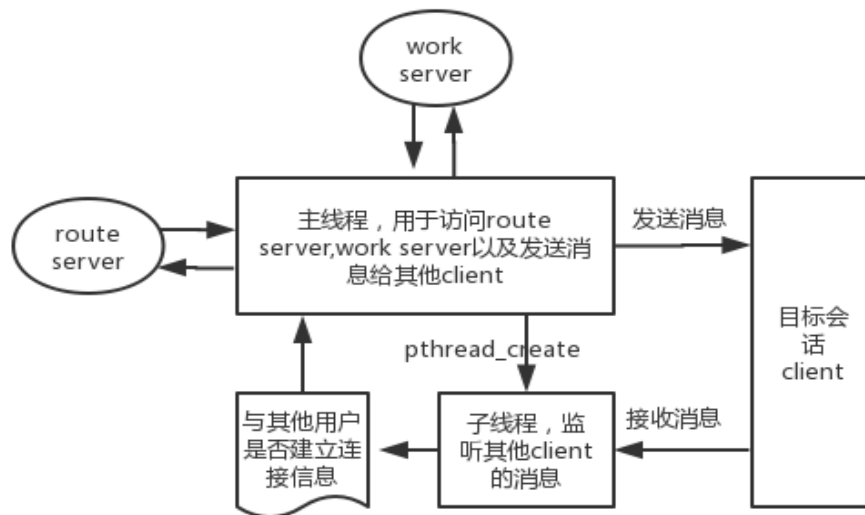 work
server
route
server
主线程，用于访问route
server,work server以及发送消
息给其他client
发送消息
目标会
话
client
pthread_create
与其他用户
是否建立连
接信息
子线程，监
听其他client
的消息
接收消息